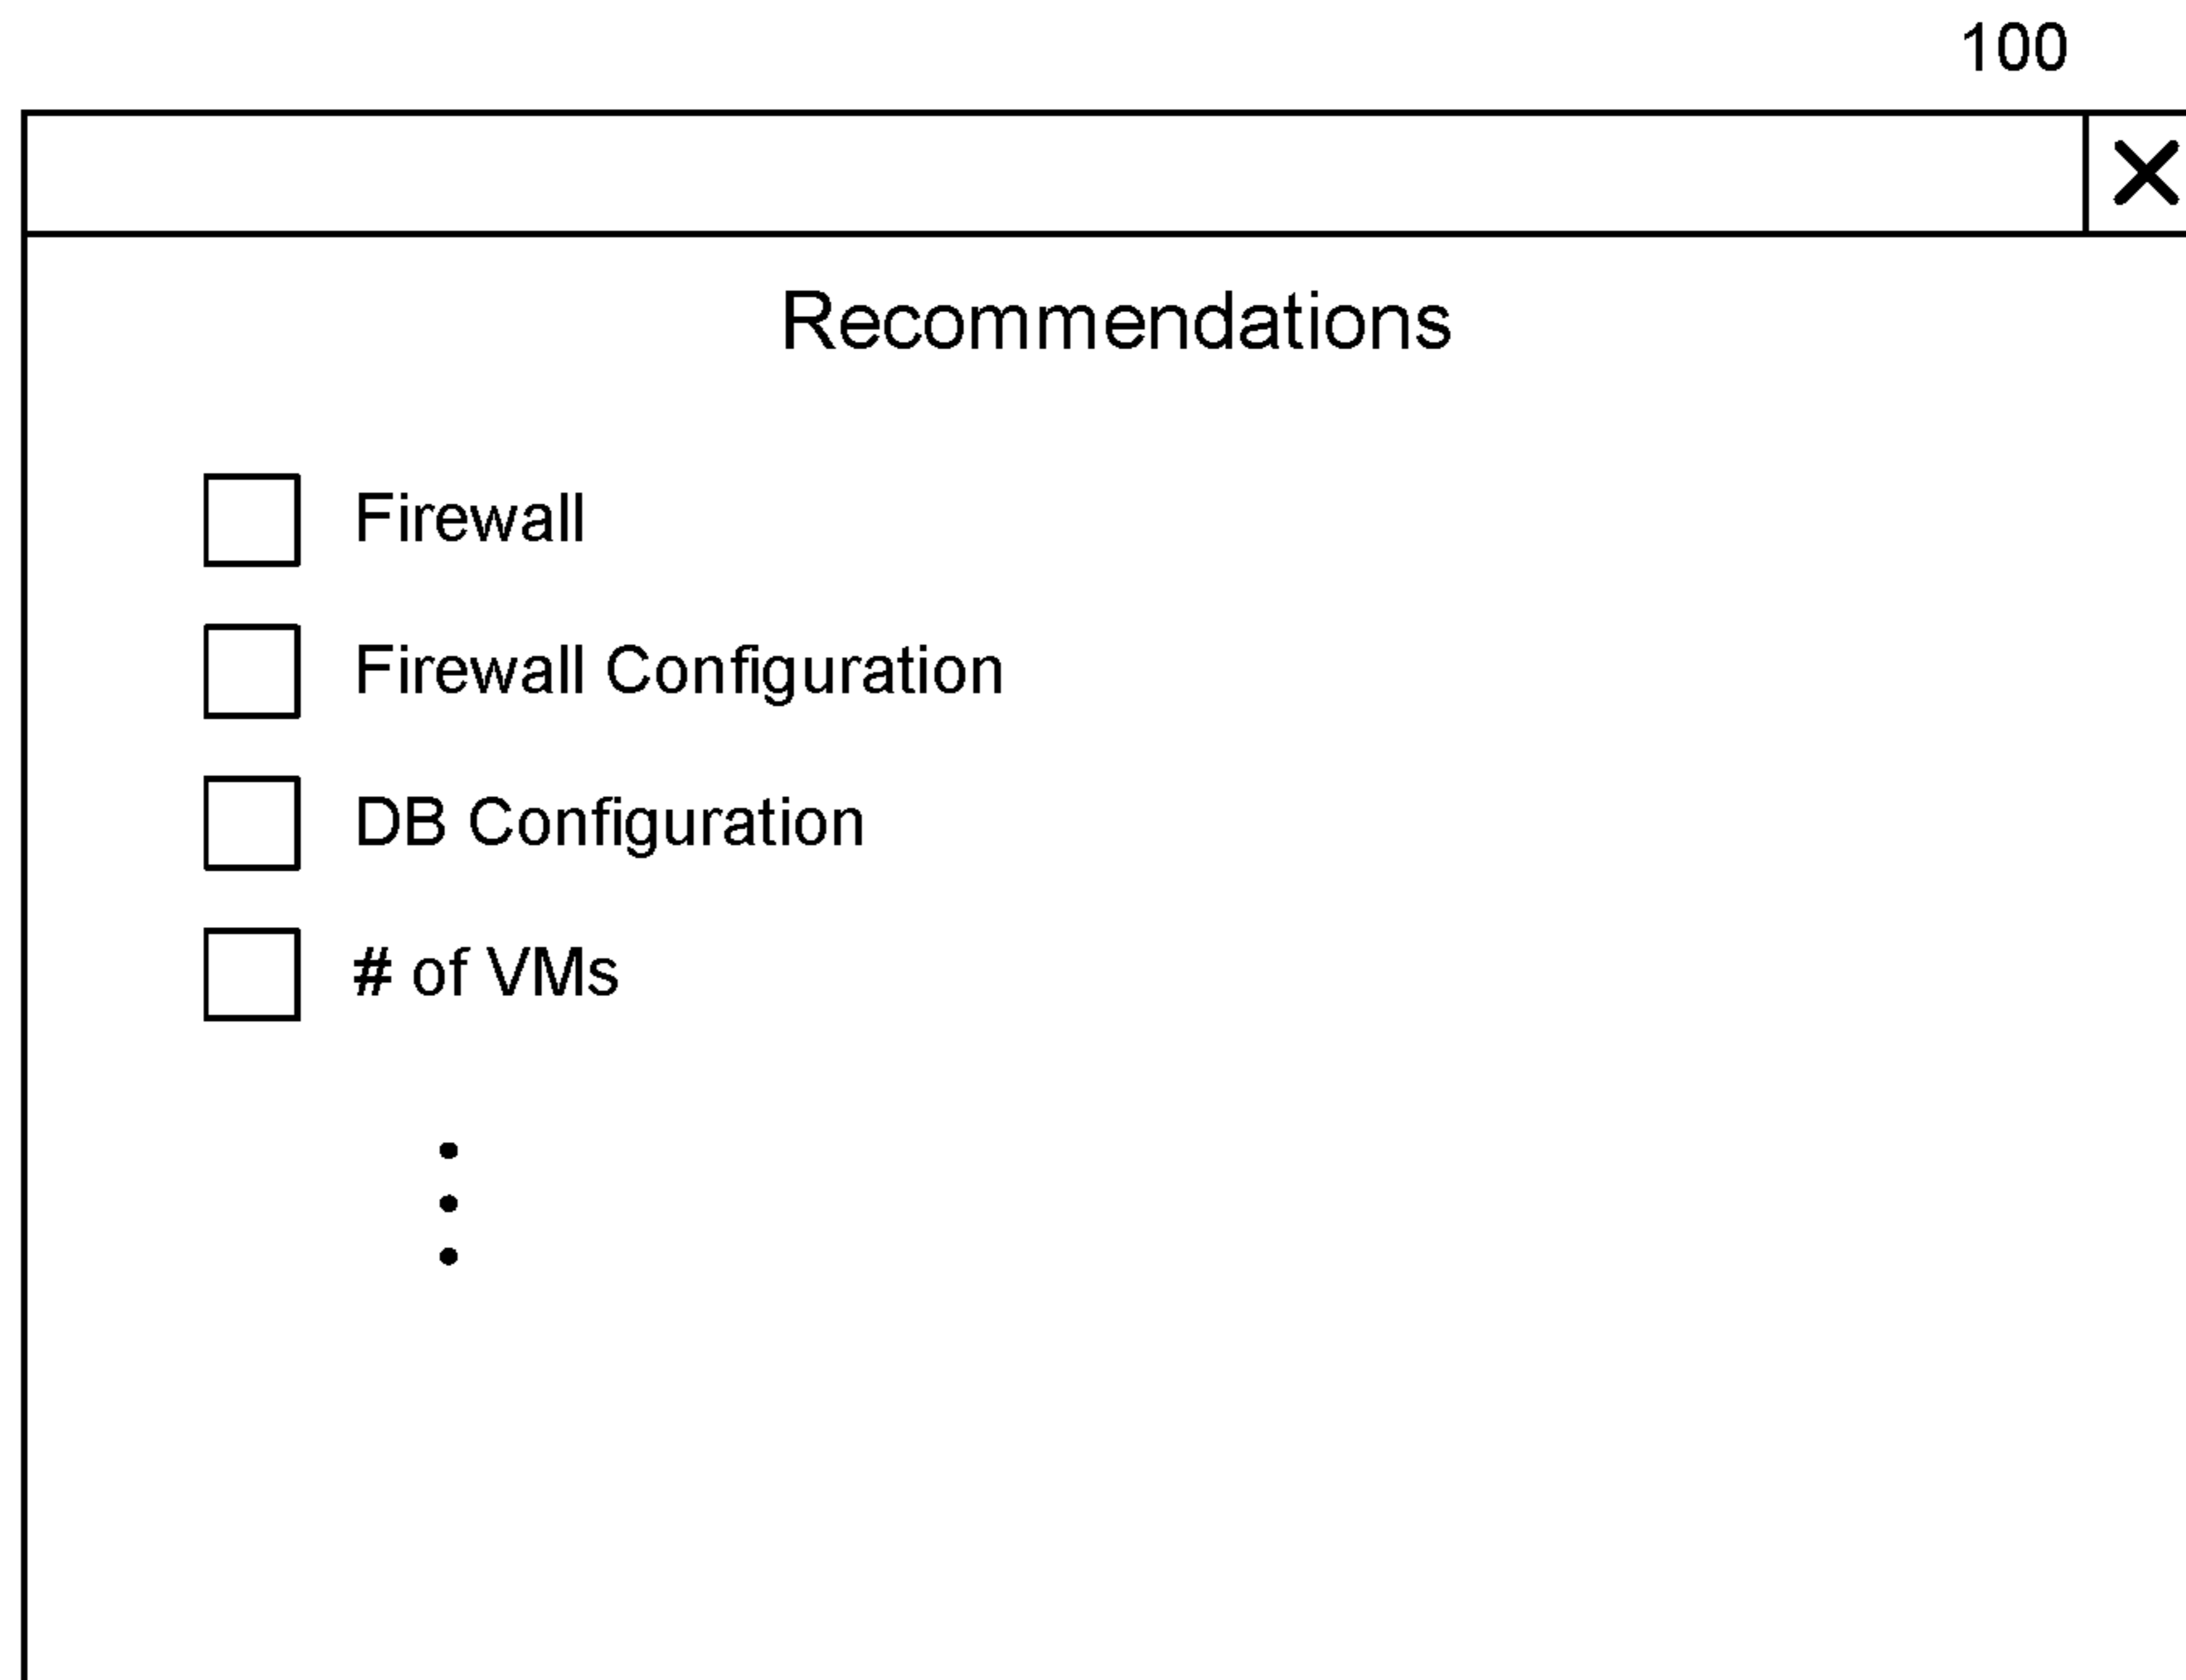 100
Recommendations
Firewall
Firewall Configuration
DB Configuration
# of VMs